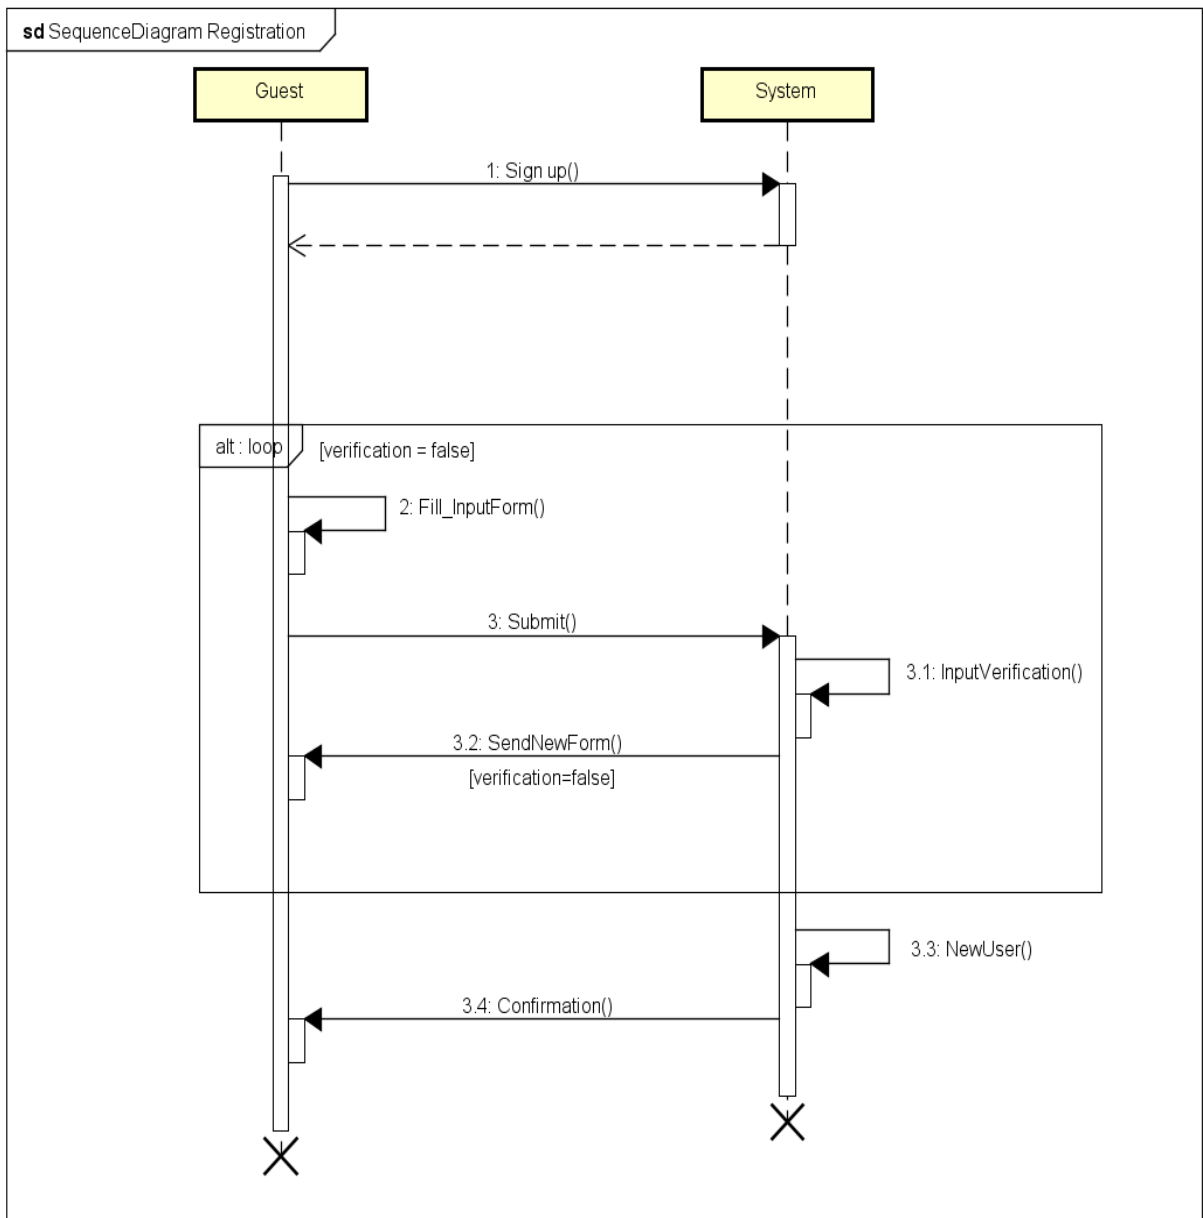 sd SequenceDiagram Registration
Guest
System
1: Sign up()
alt : loop
[verification = false]
2: Fill_InputForm()
3: Submit()
3.1: InputVerification()
3.2: SendNewForm()
[verification=false]
3.3: NewUser()
3.4: Confirmation()